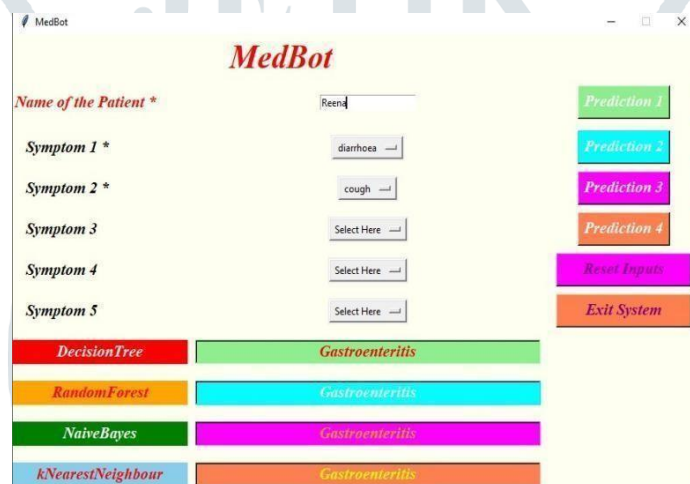 MedBot
MedBot
Name of the Patient * Reena Prediction 1
Symptom 1 * diarrhoea Prediction 2
Symptom 2 * cough Prediction 3
Symptom 3 Select Here Prediction 4
Symptom 4 Select Here Reset Inputs
Symptom 5 Select Here Exit System
DecisionTree Gastroenteritis
RandomForest Gastroenteritis
NaiveBayes Gastroenteritis
kNearestNeighbour Gastroenteritis